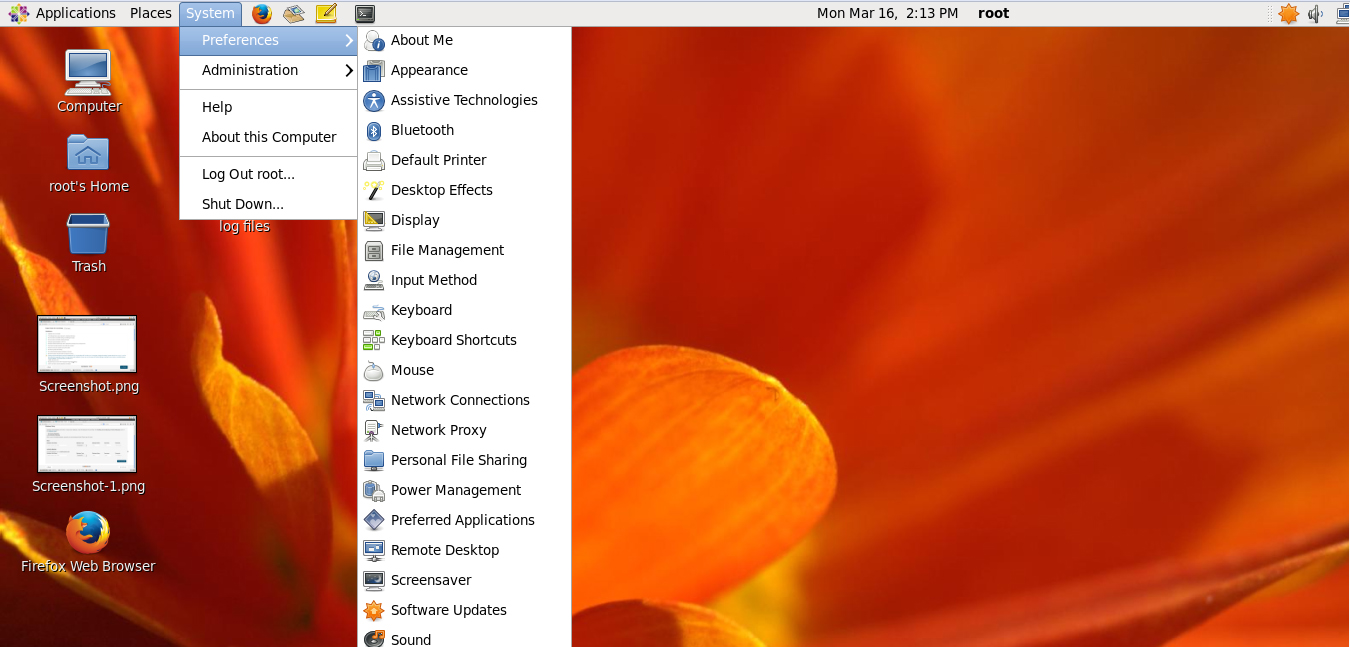 Applications Places System Mon Mar 16, 2:13 PM root
Preferences
Administration
Help
About this Computer
Log Out root...
Shut Down...
About Me
Appearance
Assistive Technologies
Bluetooth
Default Printer
Desktop Effects
Display
File Management
Input Method
Keyboard
Keyboard Shortcuts
Mouse
Network Connections
Network Proxy
Personal File Sharing
Power Management
Preferred Applications
Remote Desktop
Screensaver
Software Updates
Sound
Computer
root's Home
Trash
log files
Screenshot.png
Screenshot-1.png
Firefox Web Browser